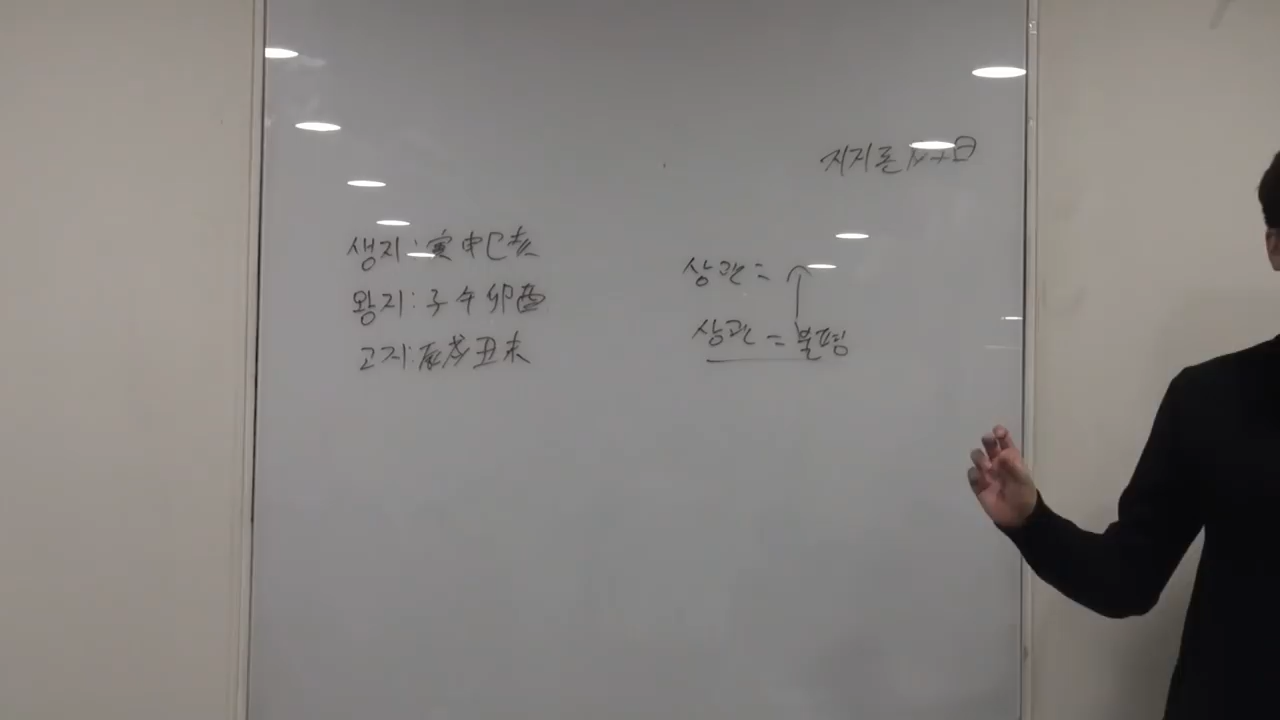 지지론
생지: 寅申巳亥
왕지: 子午卯酉
고지: 辰戌丑未
상관 = ↑
상관 = 불평